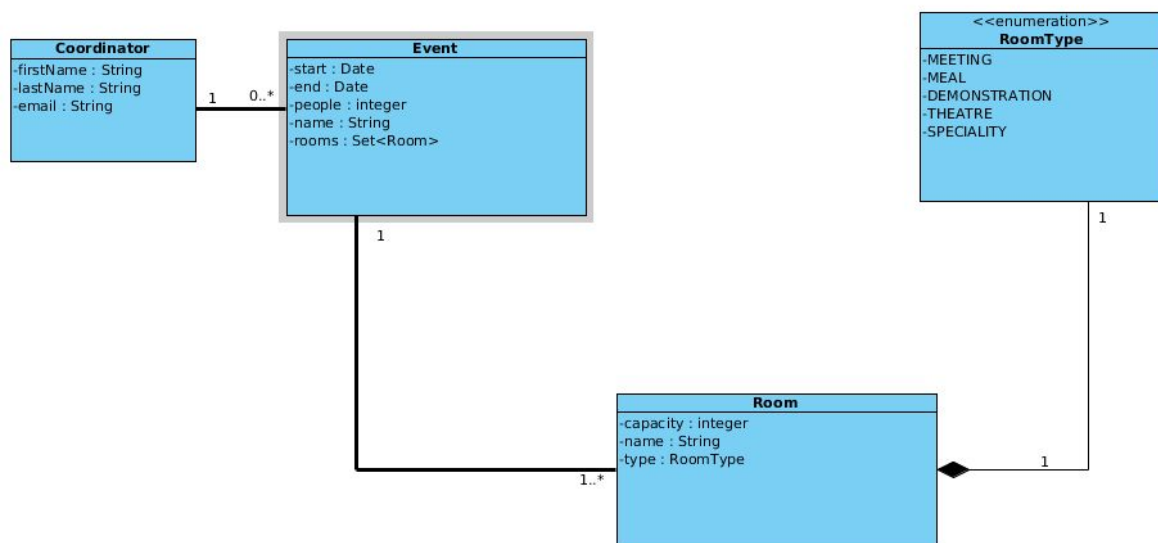 Coordinator
-firstName : String
-lastName : String
-email : String
1
0..*
Event
-start : Date
-end : Date
-people : integer
-name : String
-rooms : Set<Room>
1
<<enumeration>>
RoomType
-MEETING
-MEAL
-DEMONSTRATION
-THEATRE
-SPECIALITY
1
Room
-capacity : integer
-name : String
-type : RoomType
1..*
1